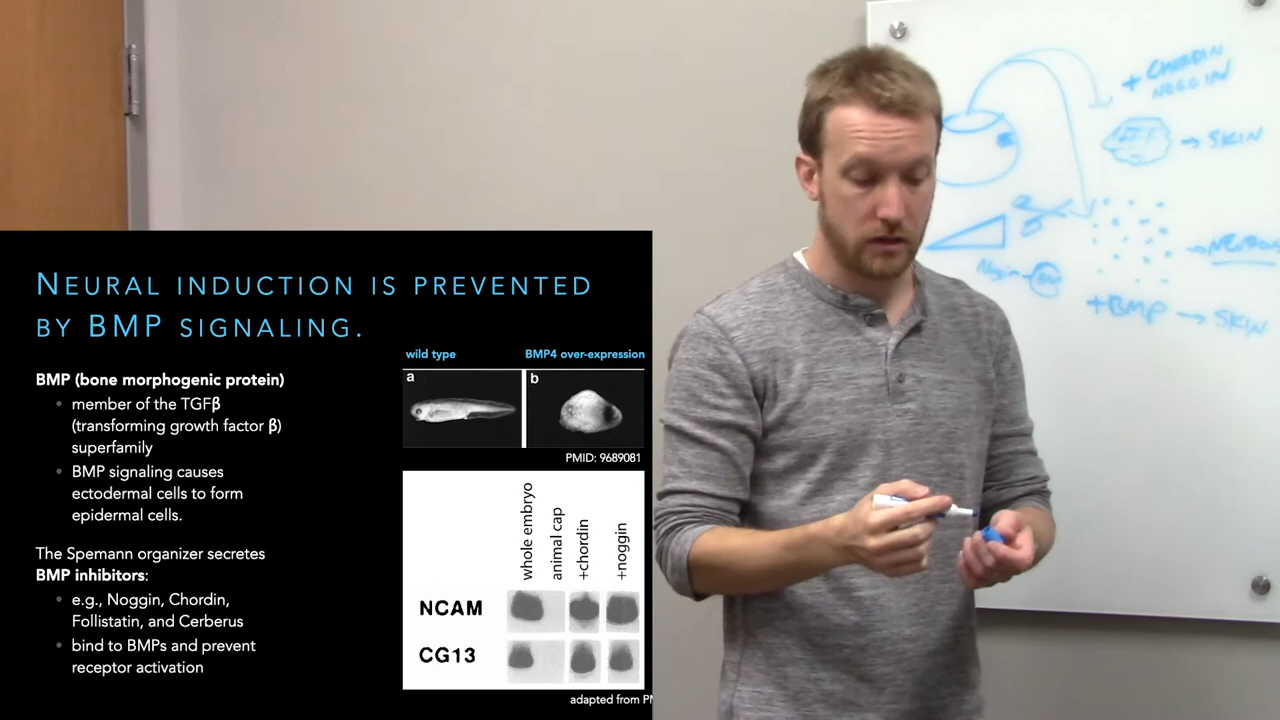 NEURAL INDUCTION IS PREVENTED
BY BMP SIGNALING.
BMP (bone morphogenic protein)
member of the TGFβ
(transforming growth factor β)
superfamily
BMP signaling causes
ectodermal cells to form
epidermal cells.
The Spemann organizer secretes
BMP inhibitors:
e.g., Noggin, Chordin,
Follistatin, and Cerberus
bind to BMPs and prevent
receptor activation
wild type BMP4 over-expression
a b
PMID: 9689081
whole embryo
animal cap
+chordin
+noggin
NCAM
CG13
adapted from
+ CHORDIN
NOGGIN
→ SKIN
Noggin
+BMP → SKIN